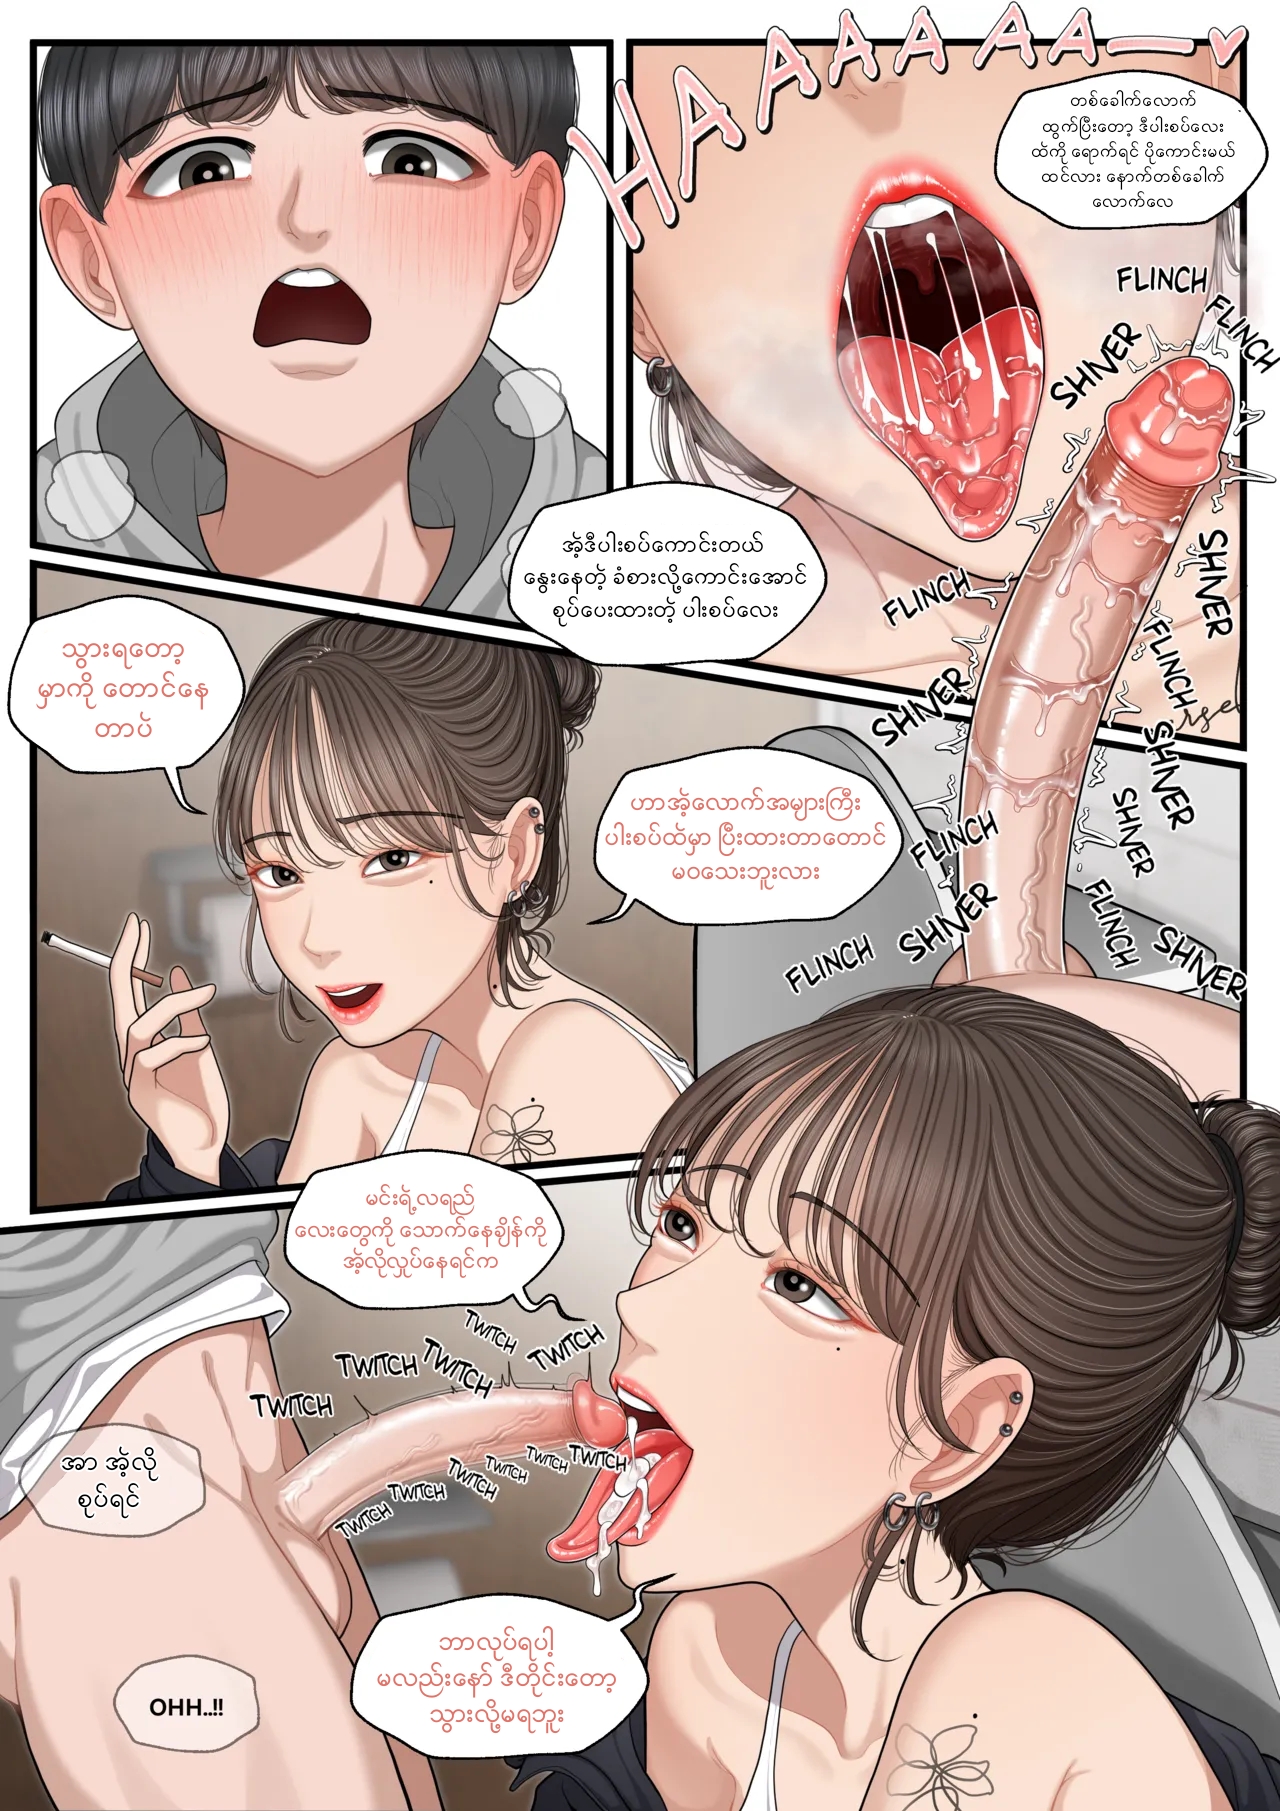 HAAAAAA—♥
တစ်ခေါက်လောက်
ထွက်ပြီးတော့ ဒီပါးစပ်လေး
ထဲကို ရောက်ရင် ပိုကောင်းမယ်
ထင်လား နောက်တစ်ခေါက်
လောက်လေ
FLINCH
FLINCH
SHIVER
SHIVER
အဲ့ဒီပါးစပ်ကောင်းတယ်
နွေးနေတဲ့ ခံစားလို့ကောင်းအောင်
စုပ်ပေးထားတဲ့ ပါးစပ်လေး
FLINCH
FLINCH
SHIVER
SHIVER
သွားရတော့
မှာကို တောင်နေ
တာပဲ
ဟာအဲ့လောက်အများကြီး
ပါးစပ်ထဲမှာ ပြီးထားတာတောင်
မဝသေးဘူးလား
SHIVER
FLINCH
SHIVER
FLINCH
FLINCH
SHIVER
မင်းရဲ့လရည်
လေးတွေကို သောက်နေချိန်ကို
အဲ့လိုလှုပ်နေရင်က
TWITCH
TWITCH
TWITCH
TWITCH
TWITCH
TWITCH
TWITCH
TWITCH
TWITCH
TWITCH
TWITCH
အာ အဲ့လို
စုပ်ရင်
ဘာလုပ်ရပါ့
မလည်းနော် ဒီတိုင်းတော့
သွားလို့မရဘူး
OHH..!!